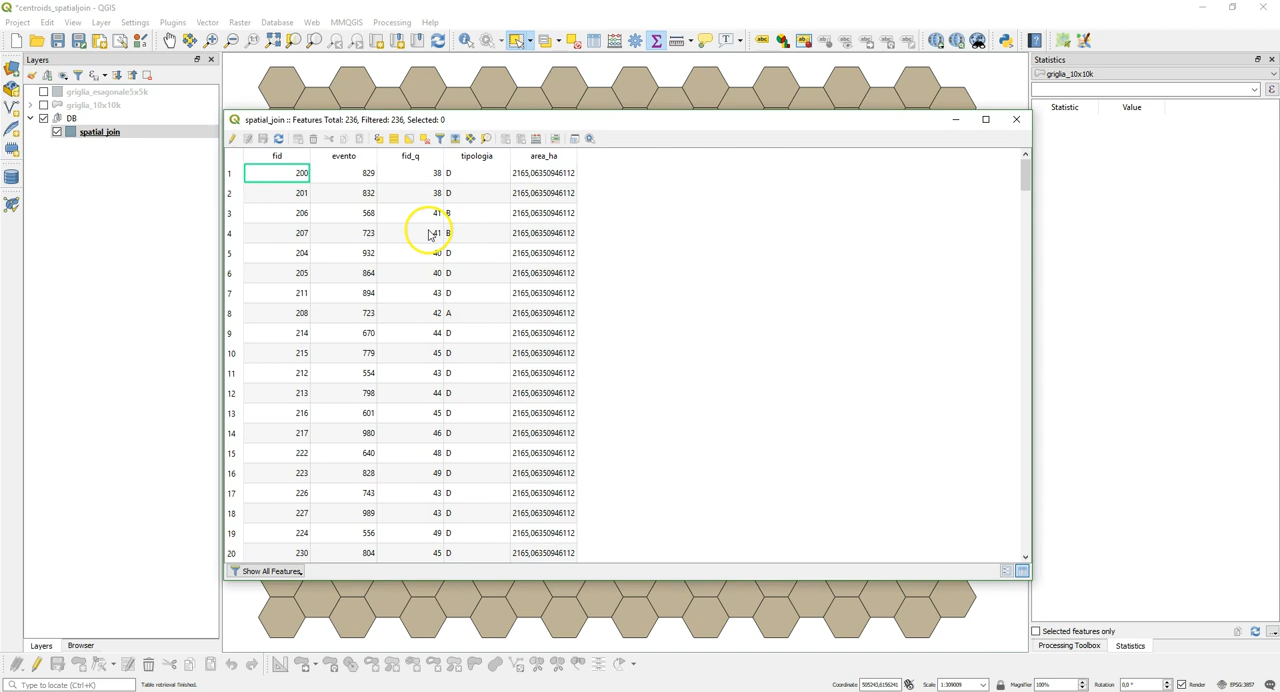 *centroids_spatialjoin - QGIS
Project Edit View Layer Settings Plugins Vector Raster Database Web MMQGIS Processing Help
Layers
griglia_esagonale5x5k
griglia_10x10k
DB
spatial_join
Layers Browser
spatial_join :: Features Total: 236, Filtered: 236, Selected: 0
fid evento fid_q tipologia area_ha
1 200 829 38 D 2165,06350946112
2 201 832 38 D 2165,06350946112
3 206 568 41 B 2165,06350946112
4 207 723 41 B 2165,06350946112
5 204 932 40 D 2165,06350946112
6 205 864 40 D 2165,06350946112
7 211 894 43 D 2165,06350946112
8 208 723 42 A 2165,06350946112
9 214 670 44 D 2165,06350946112
10 215 779 45 D 2165,06350946112
11 212 554 43 D 2165,06350946112
12 213 798 44 D 2165,06350946112
13 216 601 45 D 2165,06350946112
14 217 980 46 D 2165,06350946112
15 222 640 48 D 2165,06350946112
16 223 828 49 D 2165,06350946112
17 226 743 43 D 2165,06350946112
18 227 989 43 D 2165,06350946112
19 224 556 49 D 2165,06350946112
20 230 804 45 D 2165,06350946112
Show All Features
Statistics
griglia_10x10k
Statistic Value
Selected features only
Processing Toolbox Statistics
Type to locate (Ctrl+K) Table retrieval finished. Coordinate 505243,6156241 Scale 1:309009 Magnifier 100% Rotation 0,0 ° Render EPSG:3857